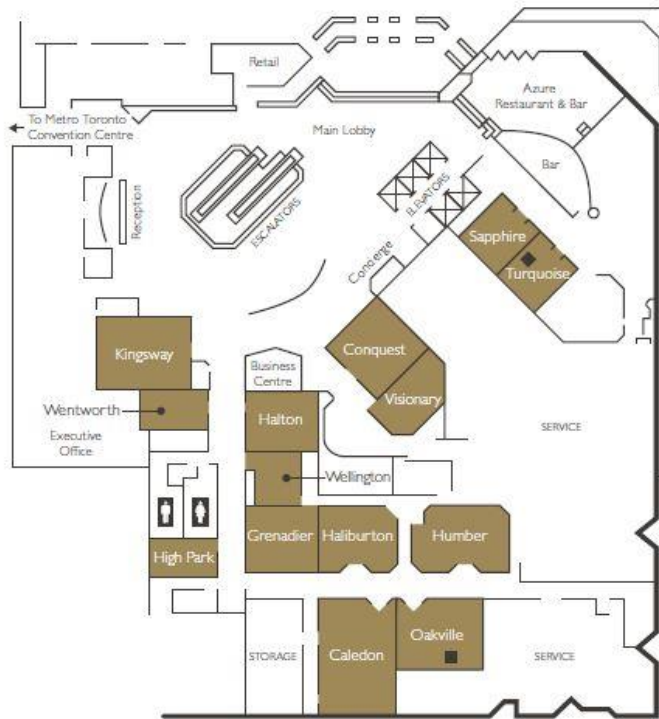 Retail
Azure
Restaurant & Bar
To Metro Toronto
Convention Centre
Main Lobby
Bar
ELEVATORS
Reception
ESCALATORS
Sapphire
Concierge
Turquoise
Kingsway
Conquest
Business
Centre
Visionary
Wentworth
Halton
Executive
Office
SERVICE
Wellington
Grenadier
Haliburton
Humber
High Park
Oakville
STORAGE
Caledon
SERVICE